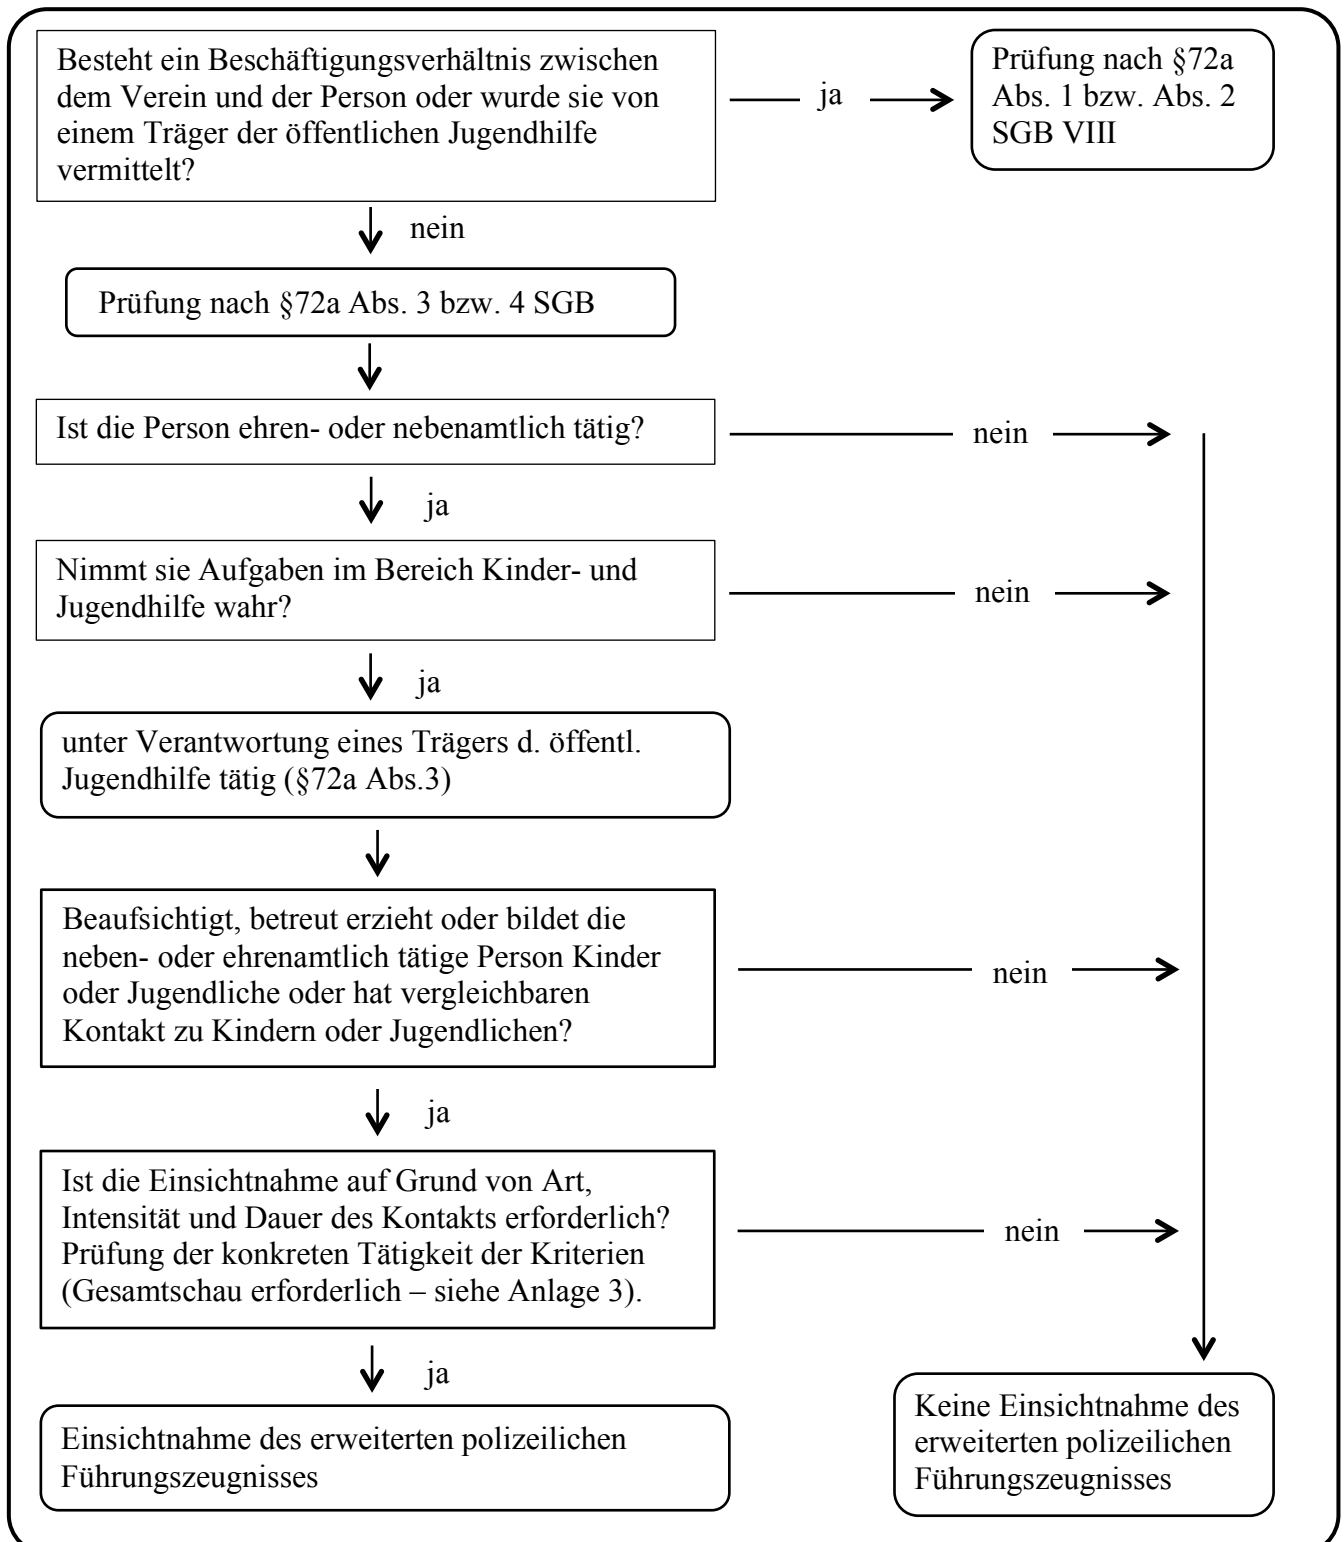 Besteht ein Beschäftigungsverhältnis zwischen
dem Verein und der Person oder wurde sie von
einem Träger der öffentlichen Jugendhilfe
vermittelt?
ja
Prüfung nach §72a
Abs. 1 bzw. Abs. 2
SGB VIII
nein
Prüfung nach §72a Abs. 3 bzw. 4 SGB
Ist die Person ehren- oder nebenamtlich tätig?
nein
ja
Nimmt sie Aufgaben im Bereich Kinder- und
Jugendhilfe wahr?
nein
ja
unter Verantwortung eines Trägers d. öffentl.
Jugendhilfe tätig (§72a Abs.3)
Beaufsichtigt, betreut erzieht oder bildet die
neben- oder ehrenamtlich tätige Person Kinder
oder Jugendliche oder hat vergleichbaren
Kontakt zu Kindern oder Jugendlichen?
nein
ja
Ist die Einsichtnahme auf Grund von Art,
Intensität und Dauer des Kontakts erforderlich?
Prüfung der konkreten Tätigkeit der Kriterien
(Gesamtschau erforderlich – siehe Anlage 3).
nein
ja
Einsichtnahme des erweiterten polizeilichen
Führungszeugnisses
Keine Einsichtnahme des
erweiterten polizeilichen
Führungszeugnisses